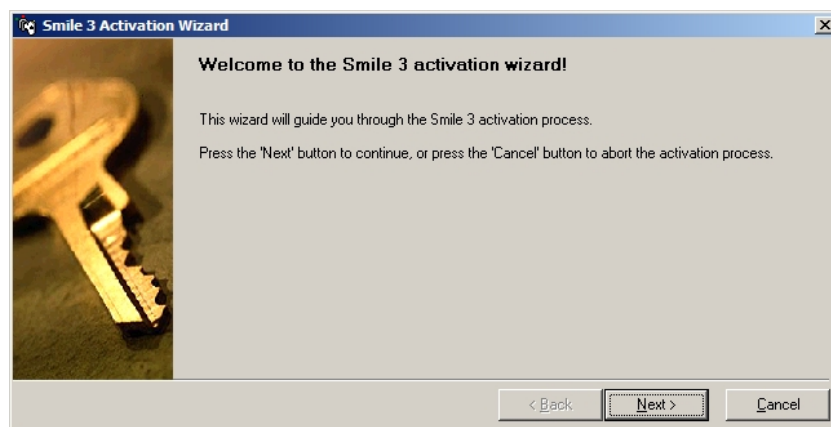 Smile 3 Activation Wizard
Welcome to the Smile 3 activation wizard!
This wizard will guide you through the Smile 3 activation process.
Press the 'Next' button to continue, or press the 'Cancel' button to abort the activation process.
< Back
Next >
Cancel